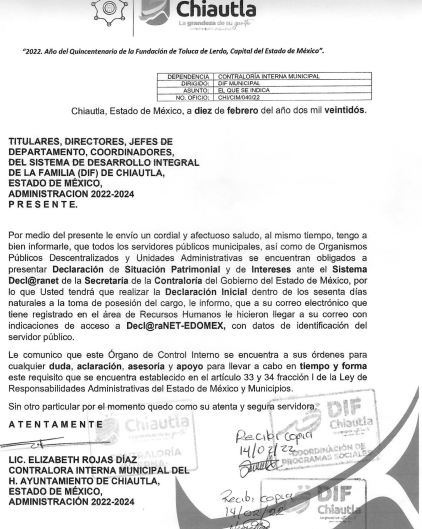 Chiautla
La grandeza de su gente
“2022. Año del Quincentenario de la Fundación de Toluca de Lerdo, Capital del Estado de México”.
DEPENDENCIA CONTRALORÍA INTERNA MUNICIPAL
DIRIGIDO: DIF MUNICIPAL
ASUNTO: EL QUE SE INDICA
NO. OFICIO: CHI/CIM/040/22
Chiautla, Estado de México, a diez de febrero del año dos mil veintidós.
TITULARES, DIRECTORES, JEFES DE
DEPARTAMENTO, COORDINADORES,
DEL SISTEMA DE DESARROLLO INTEGRAL
DE LA FAMILIA (DIF) DE CHIAUTLA,
ESTADO DE MÉXICO,
ADMINISTRACION 2022-2024
P R E S E N T E.
Por medio del presente le envío un cordial y afectuoso saludo, al mismo tiempo, tengo a
bien informarle, que todos los servidores públicos municipales, así como de Organismos
Públicos Descentralizados y Unidades Administrativas se encuentran obligados a
presentar Declaración de Situación Patrimonial y de Intereses ante el Sistema
Decl@ranet de la Secretaría de la Contraloría del Gobierno del Estado de México, por
lo que Usted tendrá que realizar la Declaración Inicial dentro de los sesenta días
naturales a la toma de posesión del cargo, le informo, que a su correo electrónico que
tiene registrado en el área de Recursos Humanos le hicieron llegar a su correo con
indicaciones de acceso a Decl@raNET-EDOMEX, con datos de identificación del
servidor público.
Le comunico que este Órgano de Control Interno se encuentra a sus órdenes para
cualquier duda, aclaración, asesoría y apoyo para llevar a cabo en tiempo y forma
este requisito que se encuentra establecido en el artículo 33 y 34 fracción I de la Ley de
Responsabilidades Administrativas del Estado de México y Municipios.
Sin otro particular por el momento quedo como su atenta y segura servidora.
A T E N T A M E N T E
Chiautla
LIC. ELIZABETH ROJAS DÍAZ
CONTRALORA INTERNA MUNICIPAL DEL
H. AYUNTAMIENTO DE CHIAUTLA,
ESTADO DE MÉXICO,
ADMINISTRACIÓN 2022-2024
DIF
Chiautla
Recibi copia
14/02/22
COORDINACIÓN DE
PROGRAMAS SOCIALES
Recibi copia
14/02/22
DIF
Chiautla